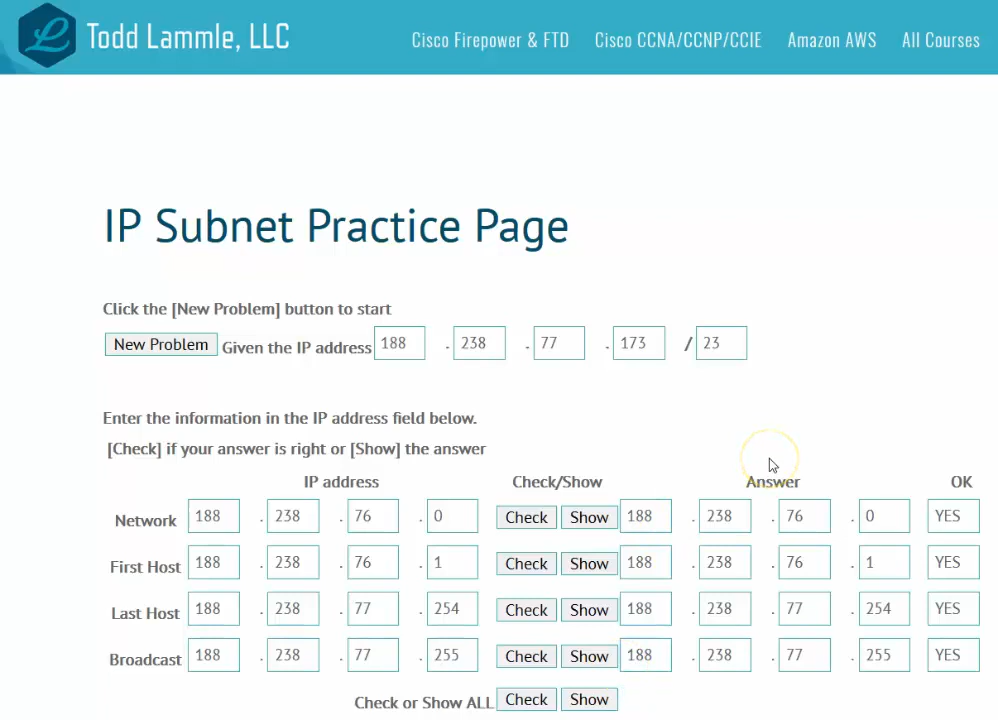 Todd Lammle, LLC
Cisco Firepower & FTD Cisco CCNA/CCNP/CCIE Amazon AWS All Courses
IP Subnet Practice Page
Click the [New Problem] button to start
New Problem Given the IP address 188 . 238 . 77 . 173 / 23
Enter the information in the IP address field below.
[Check] if your answer is right or [Show] the answer
IP address Check/Show Answer OK
Network 188 . 238 . 76 . 0 Check Show 188 . 238 . 76 . 0 YES
First Host 188 . 238 . 76 . 1 Check Show 188 . 238 . 76 . 1 YES
Last Host 188 . 238 . 77 . 254 Check Show 188 . 238 . 77 . 254 YES
Broadcast 188 . 238 . 77 . 255 Check Show 188 . 238 . 77 . 255 YES
Check or Show ALL Check Show